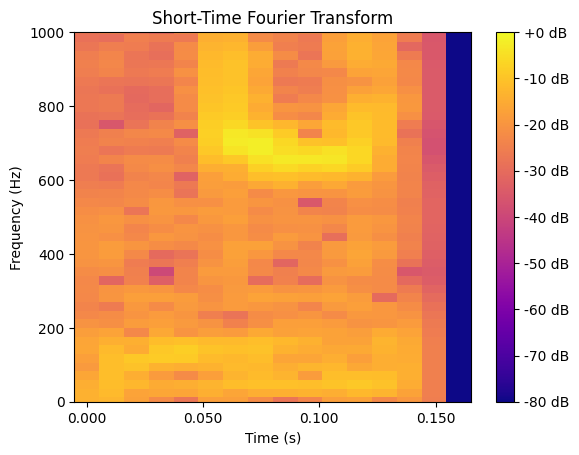 Short-Time Fourier Transform
1000
800
600
400
200
0
Frequency (Hz)
0.000
0.050
0.100
0.150
Time (s)
+0 dB
-10 dB
-20 dB
-30 dB
-40 dB
-50 dB
-60 dB
-70 dB
-80 dB